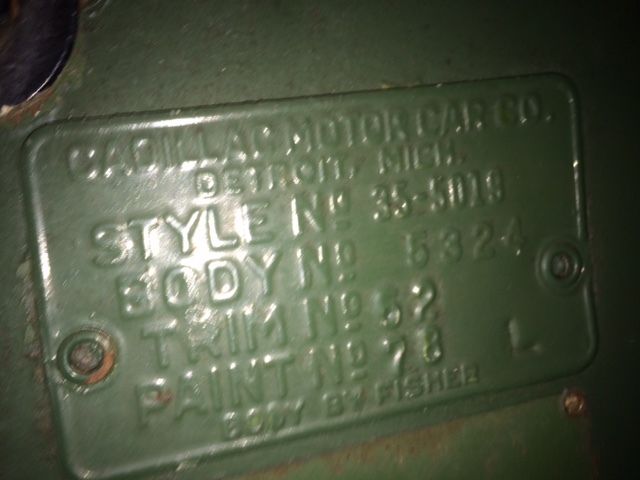 CADILLAC MOTOR CAR CO.
DETROIT, MICH.
STYLE Nº 35-5019
BODY Nº 5324
TRIM Nº 52
PAINT Nº 78 L
BODY BY FISHER